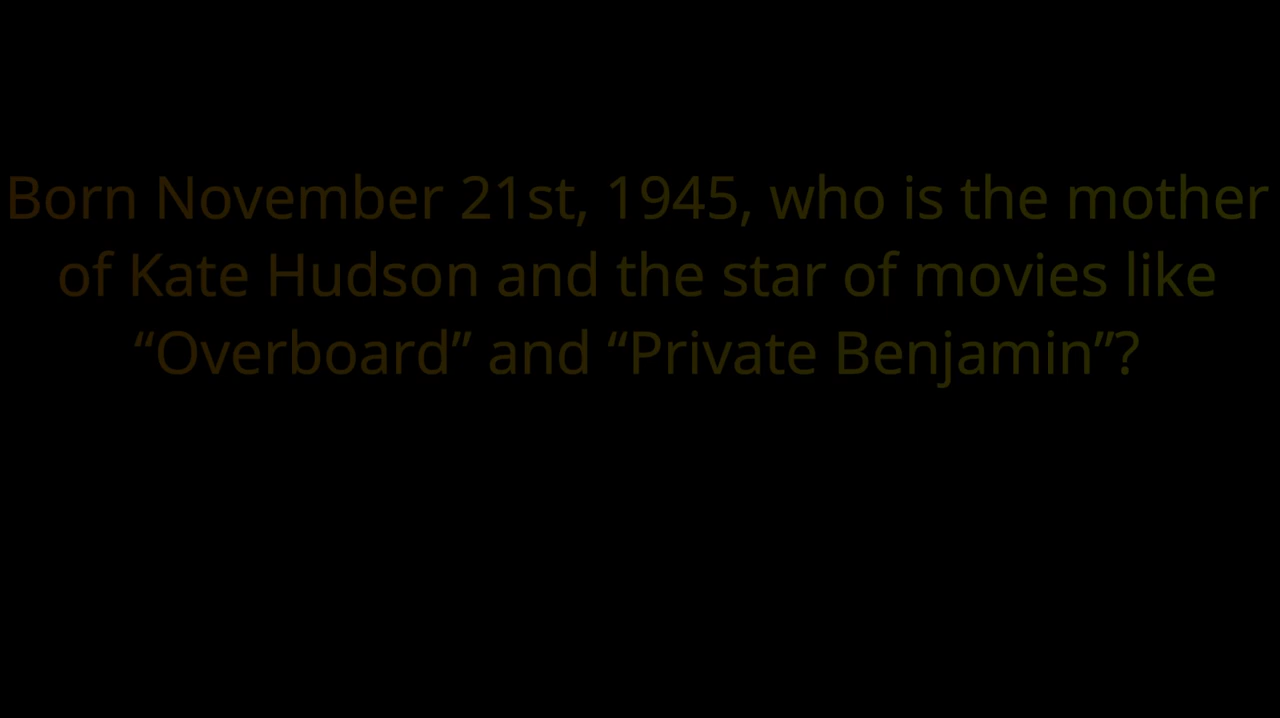 Born November 21st, 1945, who is the mother
of Kate Hudson and the star of movies like
“Overboard” and “Private Benjamin”?